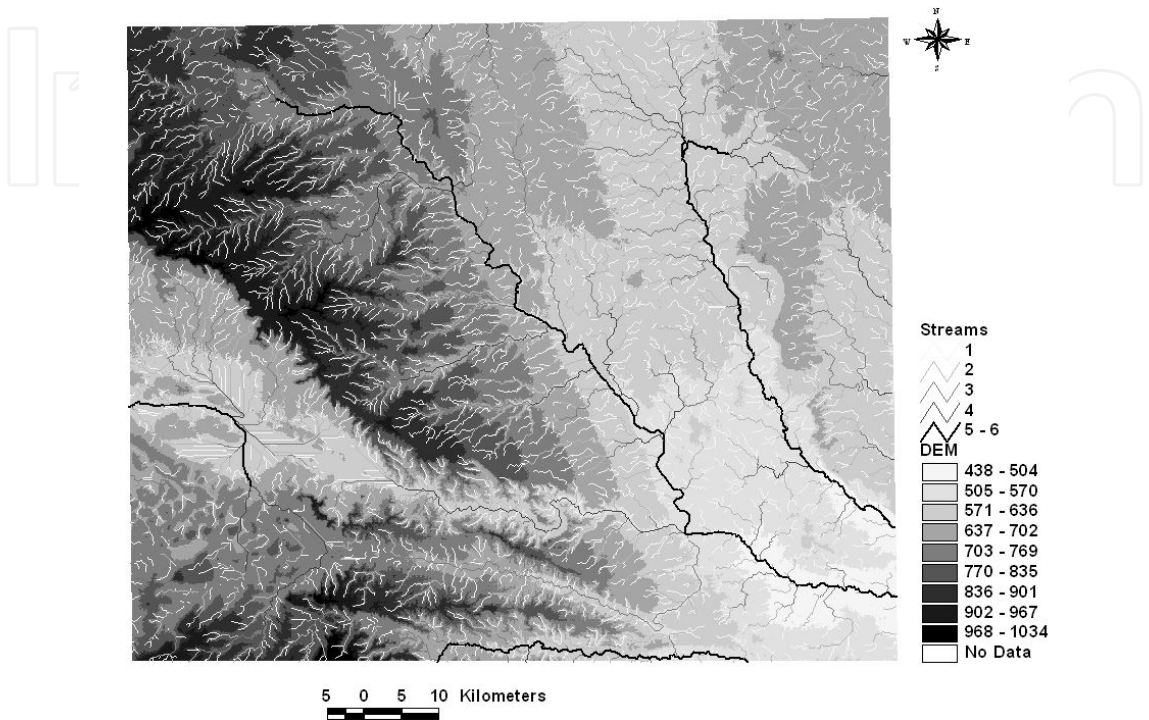 N
W E
S
Streams
1
2
3
4
5 - 6
DEM
438 - 504
505 - 570
571 - 636
637 - 702
703 - 769
770 - 835
836 - 901
902 - 967
968 - 1034
No Data
5 0 5 10 Kilometers